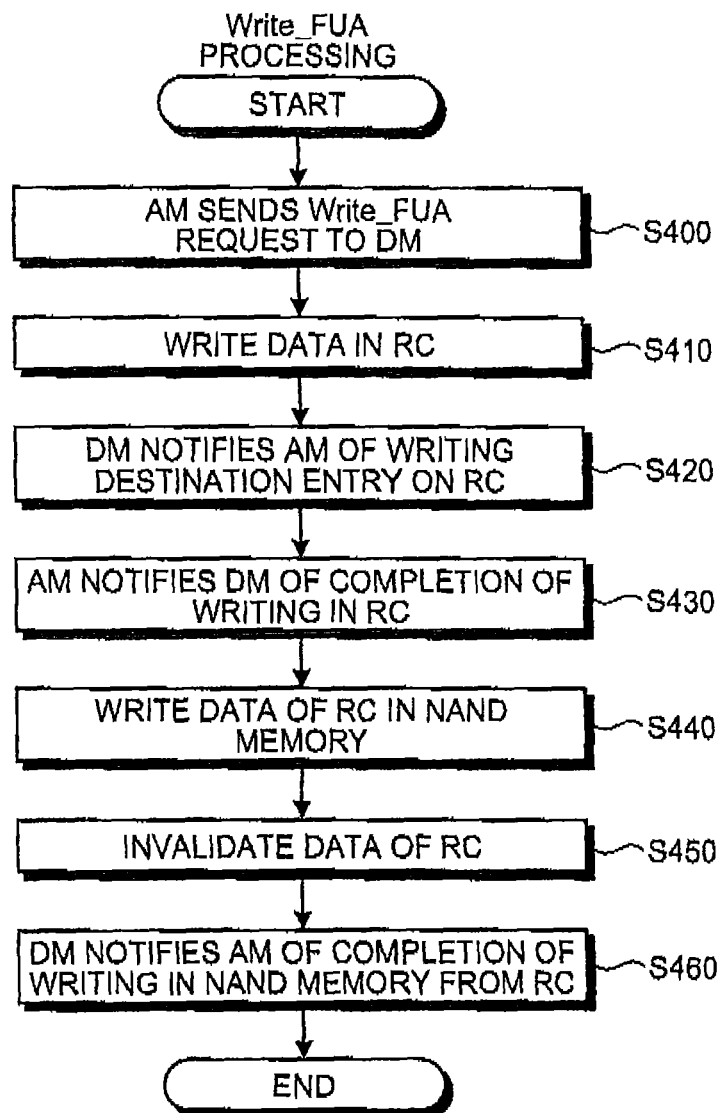 Write_FUA
PROCESSING
START
AM SENDS Write_FUA
REQUEST TO DM
S400
WRITE DATA IN RC
S410
DM NOTIFIES AM OF WRITING
DESTINATION ENTRY ON RC
S420
AM NOTIFIES DM OF COMPLETION OF
WRITING IN RC
S430
WRITE DATA OF RC IN NAND
MEMORY
S440
INVALIDATE DATA OF RC
S450
DM NOTIFIES AM OF COMPLETION OF
WRITING IN NAND MEMORY FROM RC
S460
END